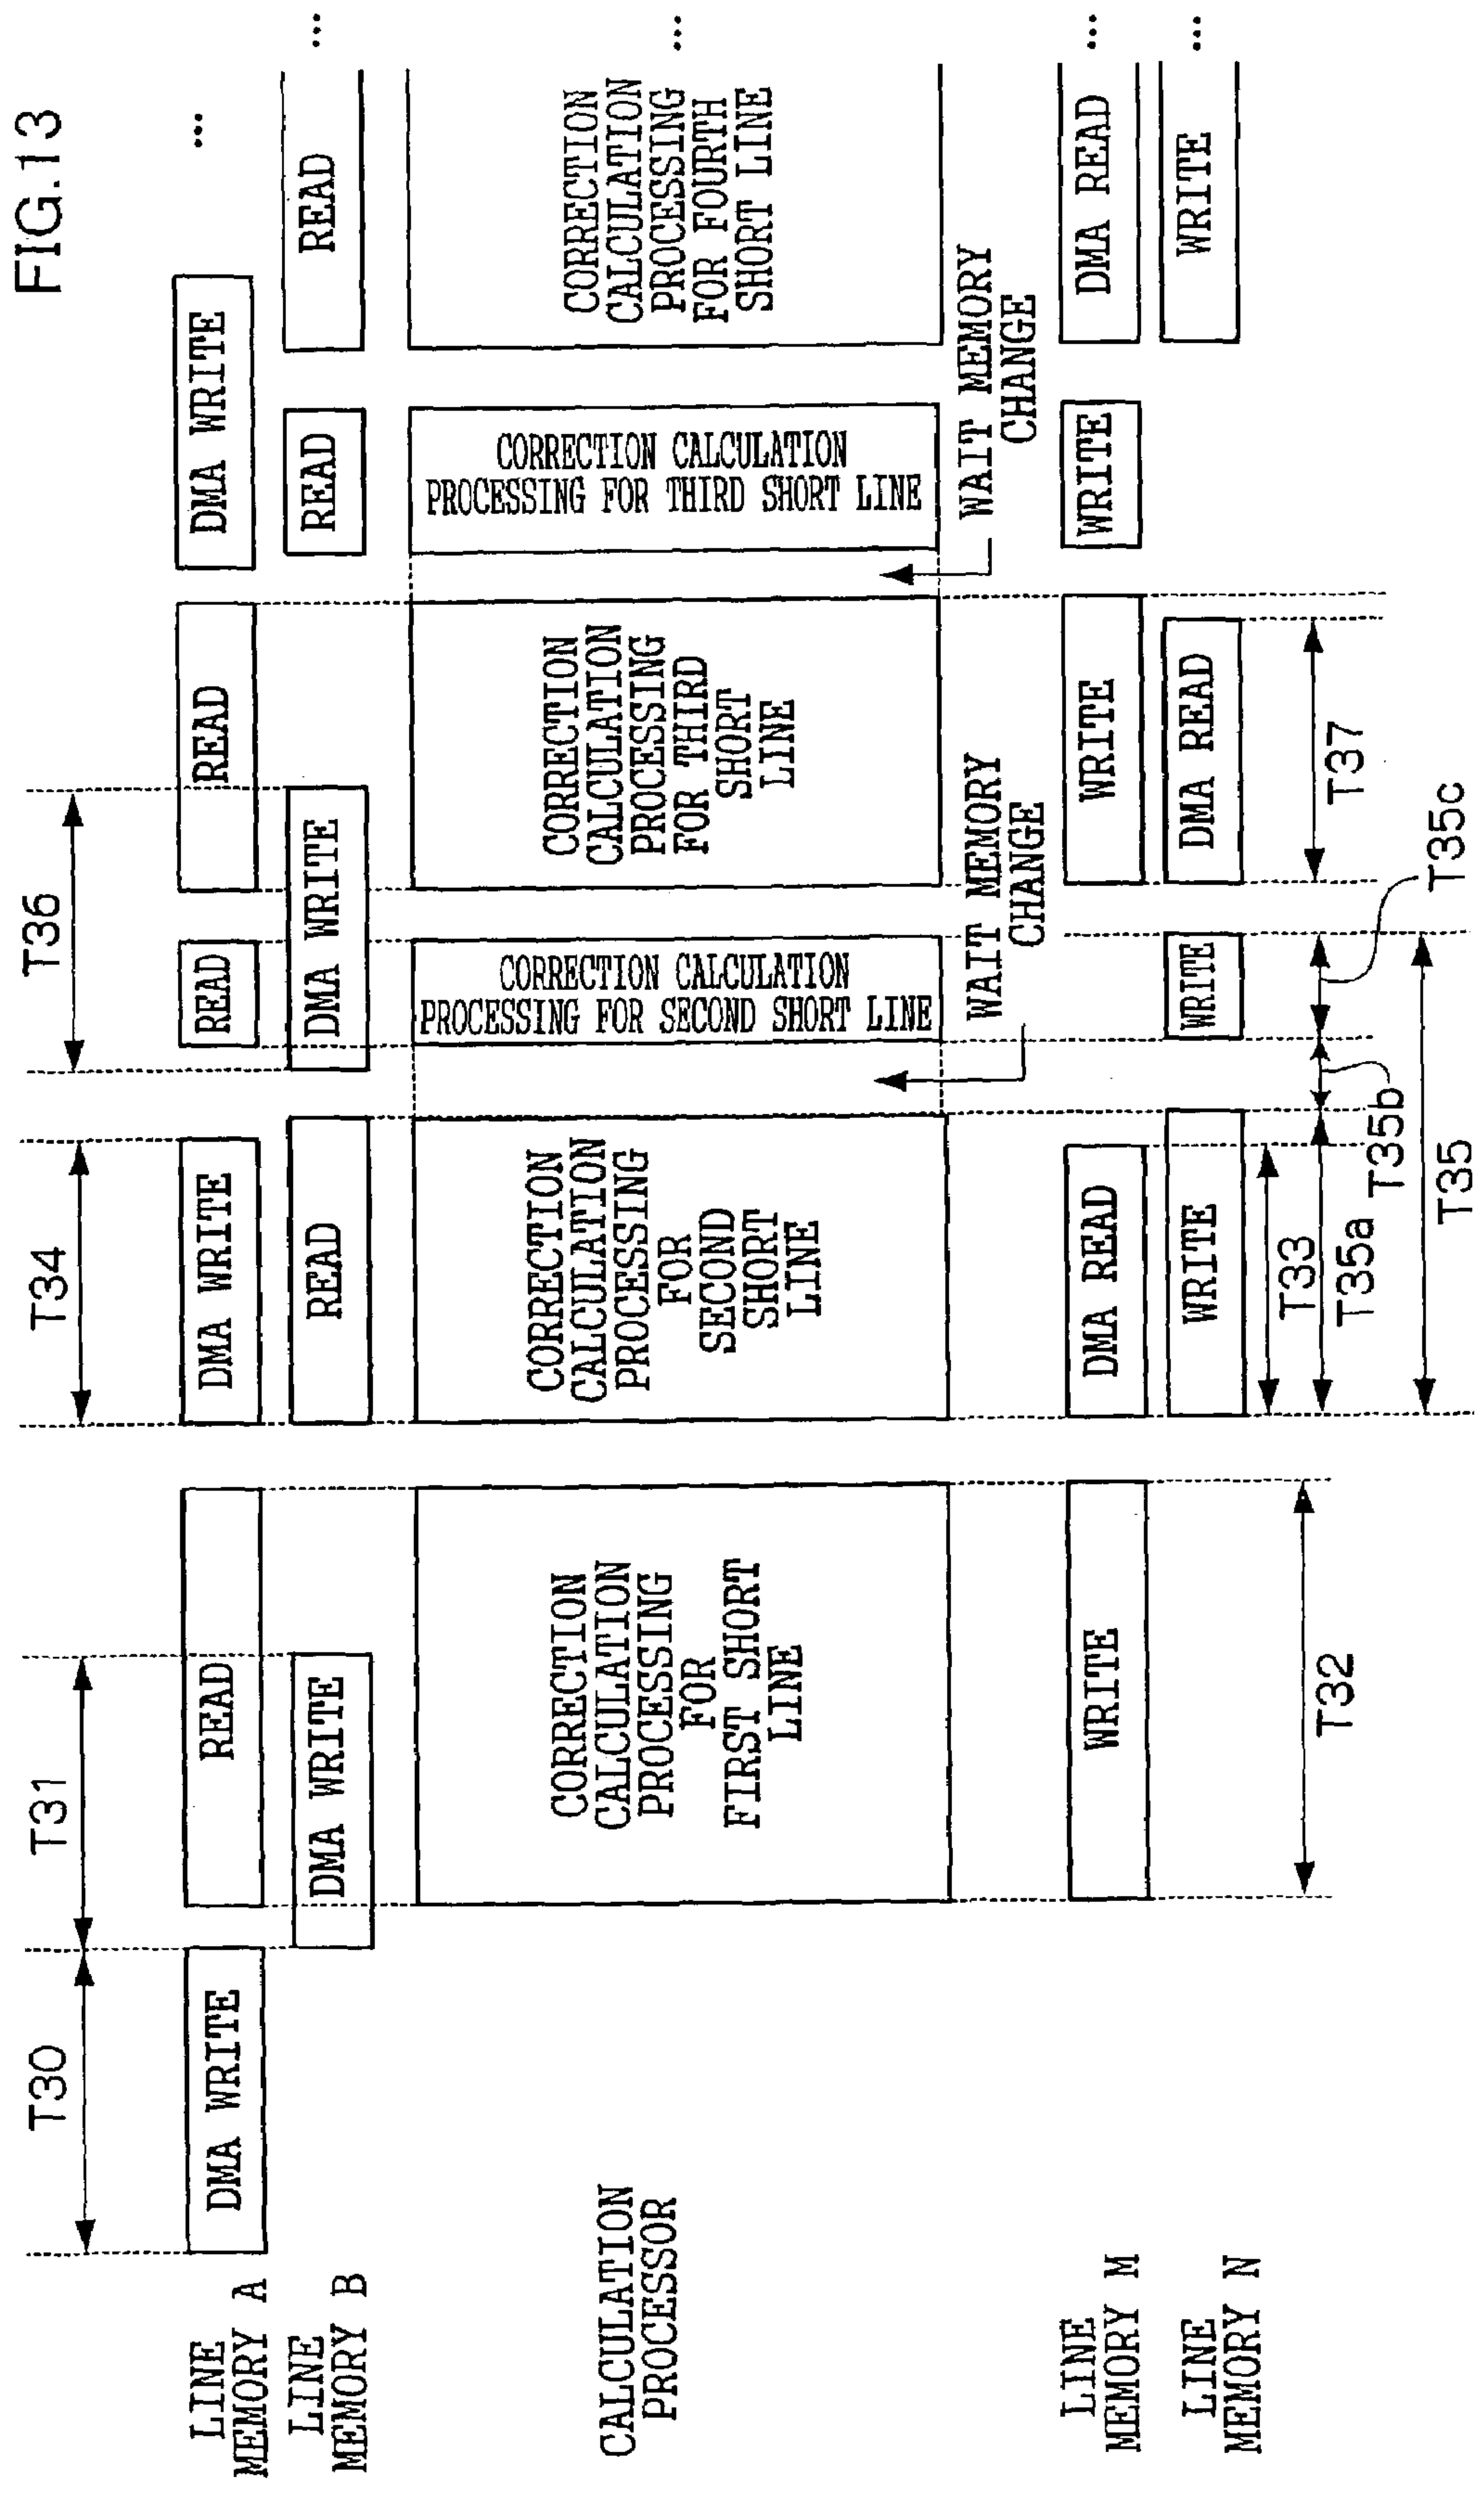 FIG.13
T30
T31
T34
T36
LINE
MEMORY A
DMA WRITE
READ
DMA WRITE
READ
READ
DMA WRITE
...
LINE
MEMORY B
DMA WRITE
READ
DMA WRITE
READ
READ
...
CALCULATION
PROCESSOR
CORRECTION
CALCULATION
PROCESSING
FOR
FIRST SHORT
LINE
CORRECTION
CALCULATION
PROCESSING
FOR
SECOND
SHORT
LINE
CORRECTION CALCULATION
PROCESSING FOR SECOND SHORT LINE
CORRECTION
CALCULATION
PROCESSING
FOR THIRD
SHORT
LINE
CORRECTION CALCULATION
PROCESSING FOR THIRD SHORT LINE
CORRECTION
CALCULATION
PROCESSING
FOR FOURTH
SHORT LINE
...
WAIT MEMORY
CHANGE
WAIT MEMORY
CHANGE
LINE
MEMORY M
WRITE
DMA READ
WRITE
WRITE
DMA READ
...
LINE
MEMORY N
WRITE
WRITE
DMA READ
WRITE
...
T32
T33
T35a
T35b
T35c
T35
T37